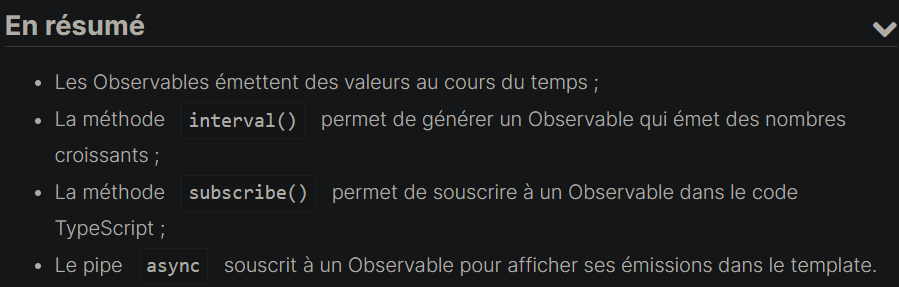 En résumé
• Les Observables émettent des valeurs au cours du temps ;
• La méthode interval() permet de générer un Observable qui émet des nombres
croissants ;
• La méthode subscribe() permet de souscrire à un Observable dans le code
TypeScript ;
• Le pipe async souscrit à un Observable pour afficher ses émissions dans le template.